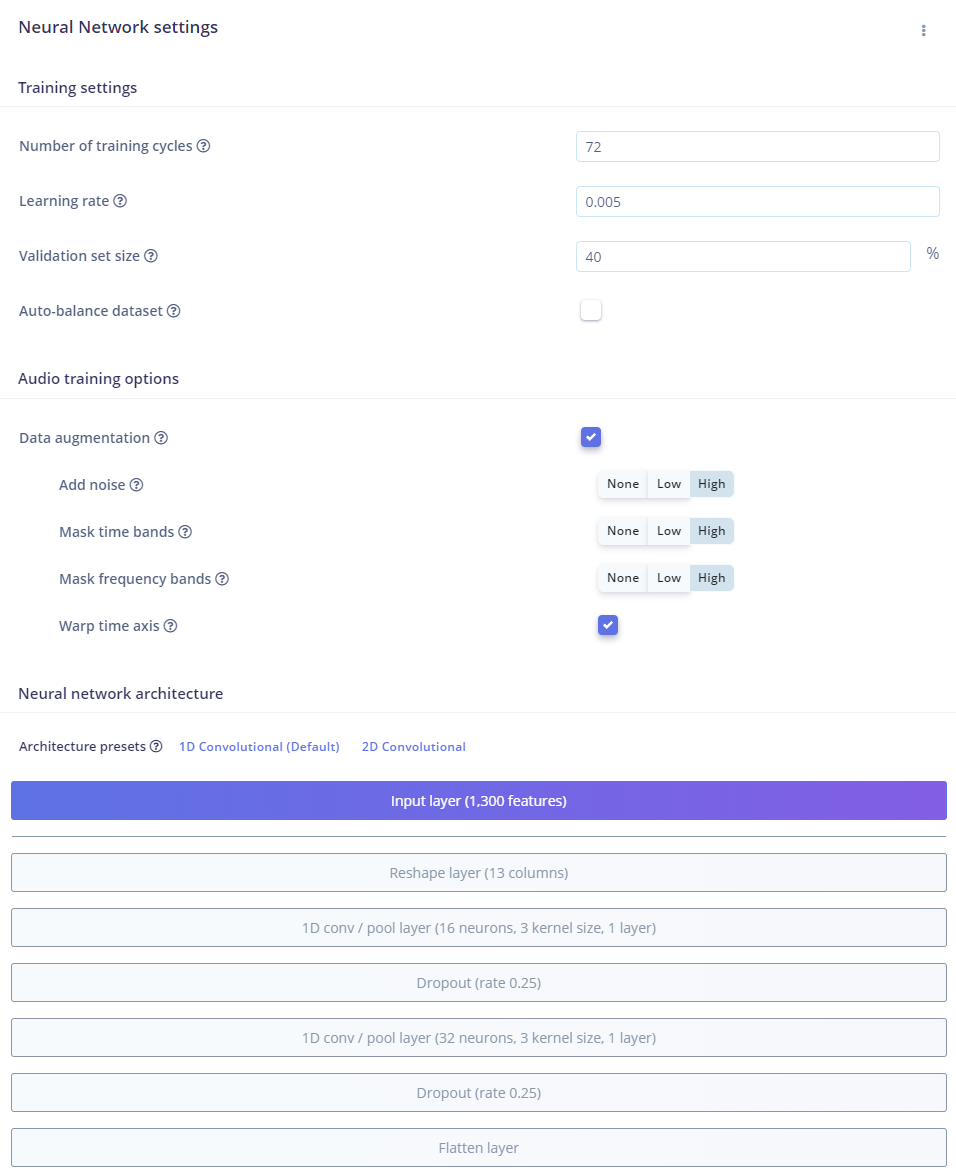 Neural Network settings
Training settings
Number of training cycles
72
Learning rate
0.005
Validation set size
40
%
Auto-balance dataset
Audio training options
Data augmentation
Add noise
None Low High
Mask time bands
None Low High
Mask frequency bands
None Low High
Warp time axis
Neural network architecture
Architecture presets 1D Convolutional (Default) 2D Convolutional
Input layer (1,300 features)
Reshape layer (13 columns)
1D conv / pool layer (16 neurons, 3 kernel size, 1 layer)
Dropout (rate 0.25)
1D conv / pool layer (32 neurons, 3 kernel size, 1 layer)
Dropout (rate 0.25)
Flatten layer